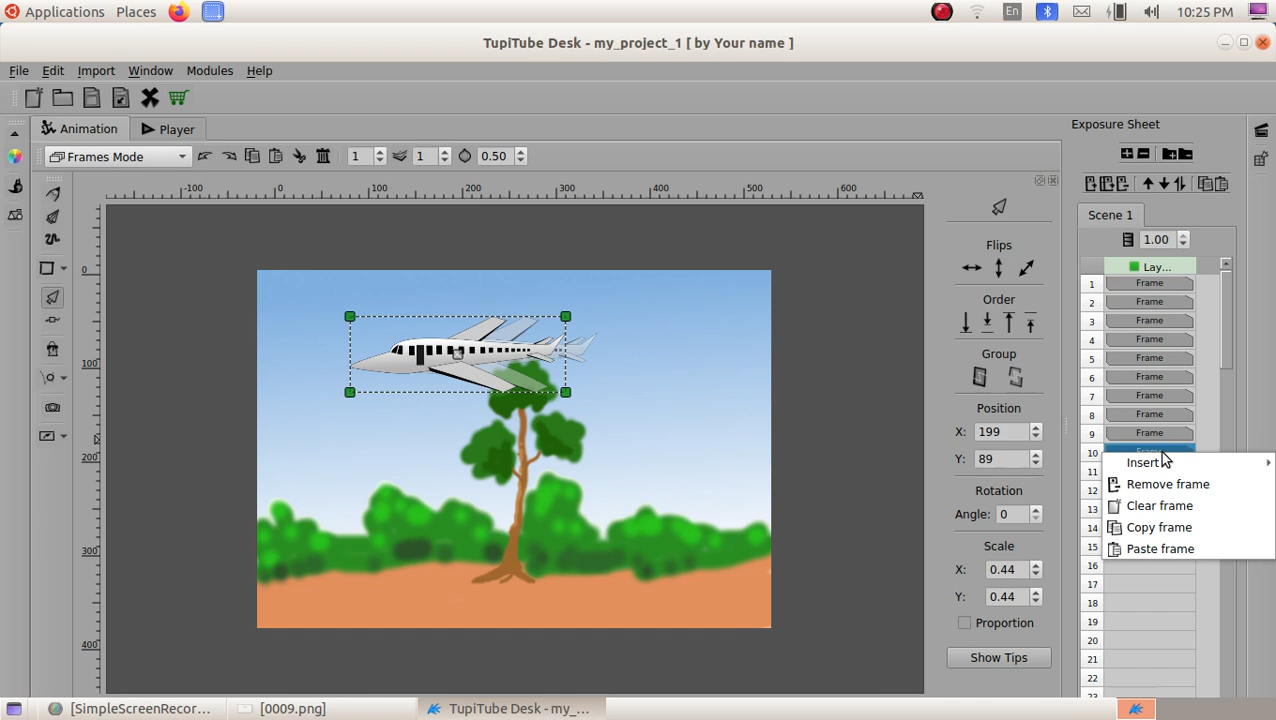 Applications Places En 10:25 PM
TupiTube Desk - my_project_1 [ by Your name ]
File Edit Import Window Modules Help
Animation Player
Exposure Sheet
Frames Mode 1 1 0.50
-100 0 100 200 300 400 500 600
Scene 1
Flips
1.00
0
Lay...
1 Frame
2 Frame
Order
3 Frame
4 Frame
Group
5 Frame
100
6 Frame
7 Frame
Position
8 Frame
X: 199
9 Frame
Y: 89
10 Frame
200
11
Insert
12
Remove frame
Rotation
13
Clear frame
Angle: 0
14
Copy frame
Scale
15
Paste frame
300
X: 0.44
16
17
Y: 0.44
18
Proportion
19
400
20
Show Tips
21
22
23
[SimpleScreenRecor... [0009.png] TupiTube Desk - my_...